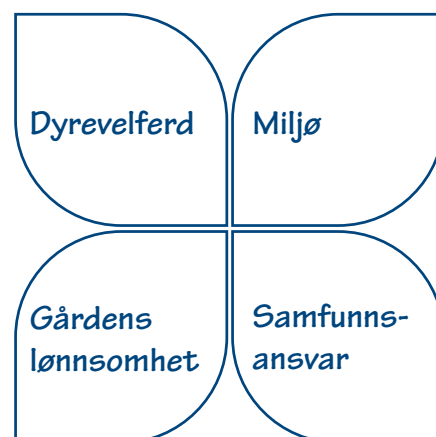 Dyrevelferd
Miljø
Gårdens
lønnsomhet
Samfunns-
ansvar